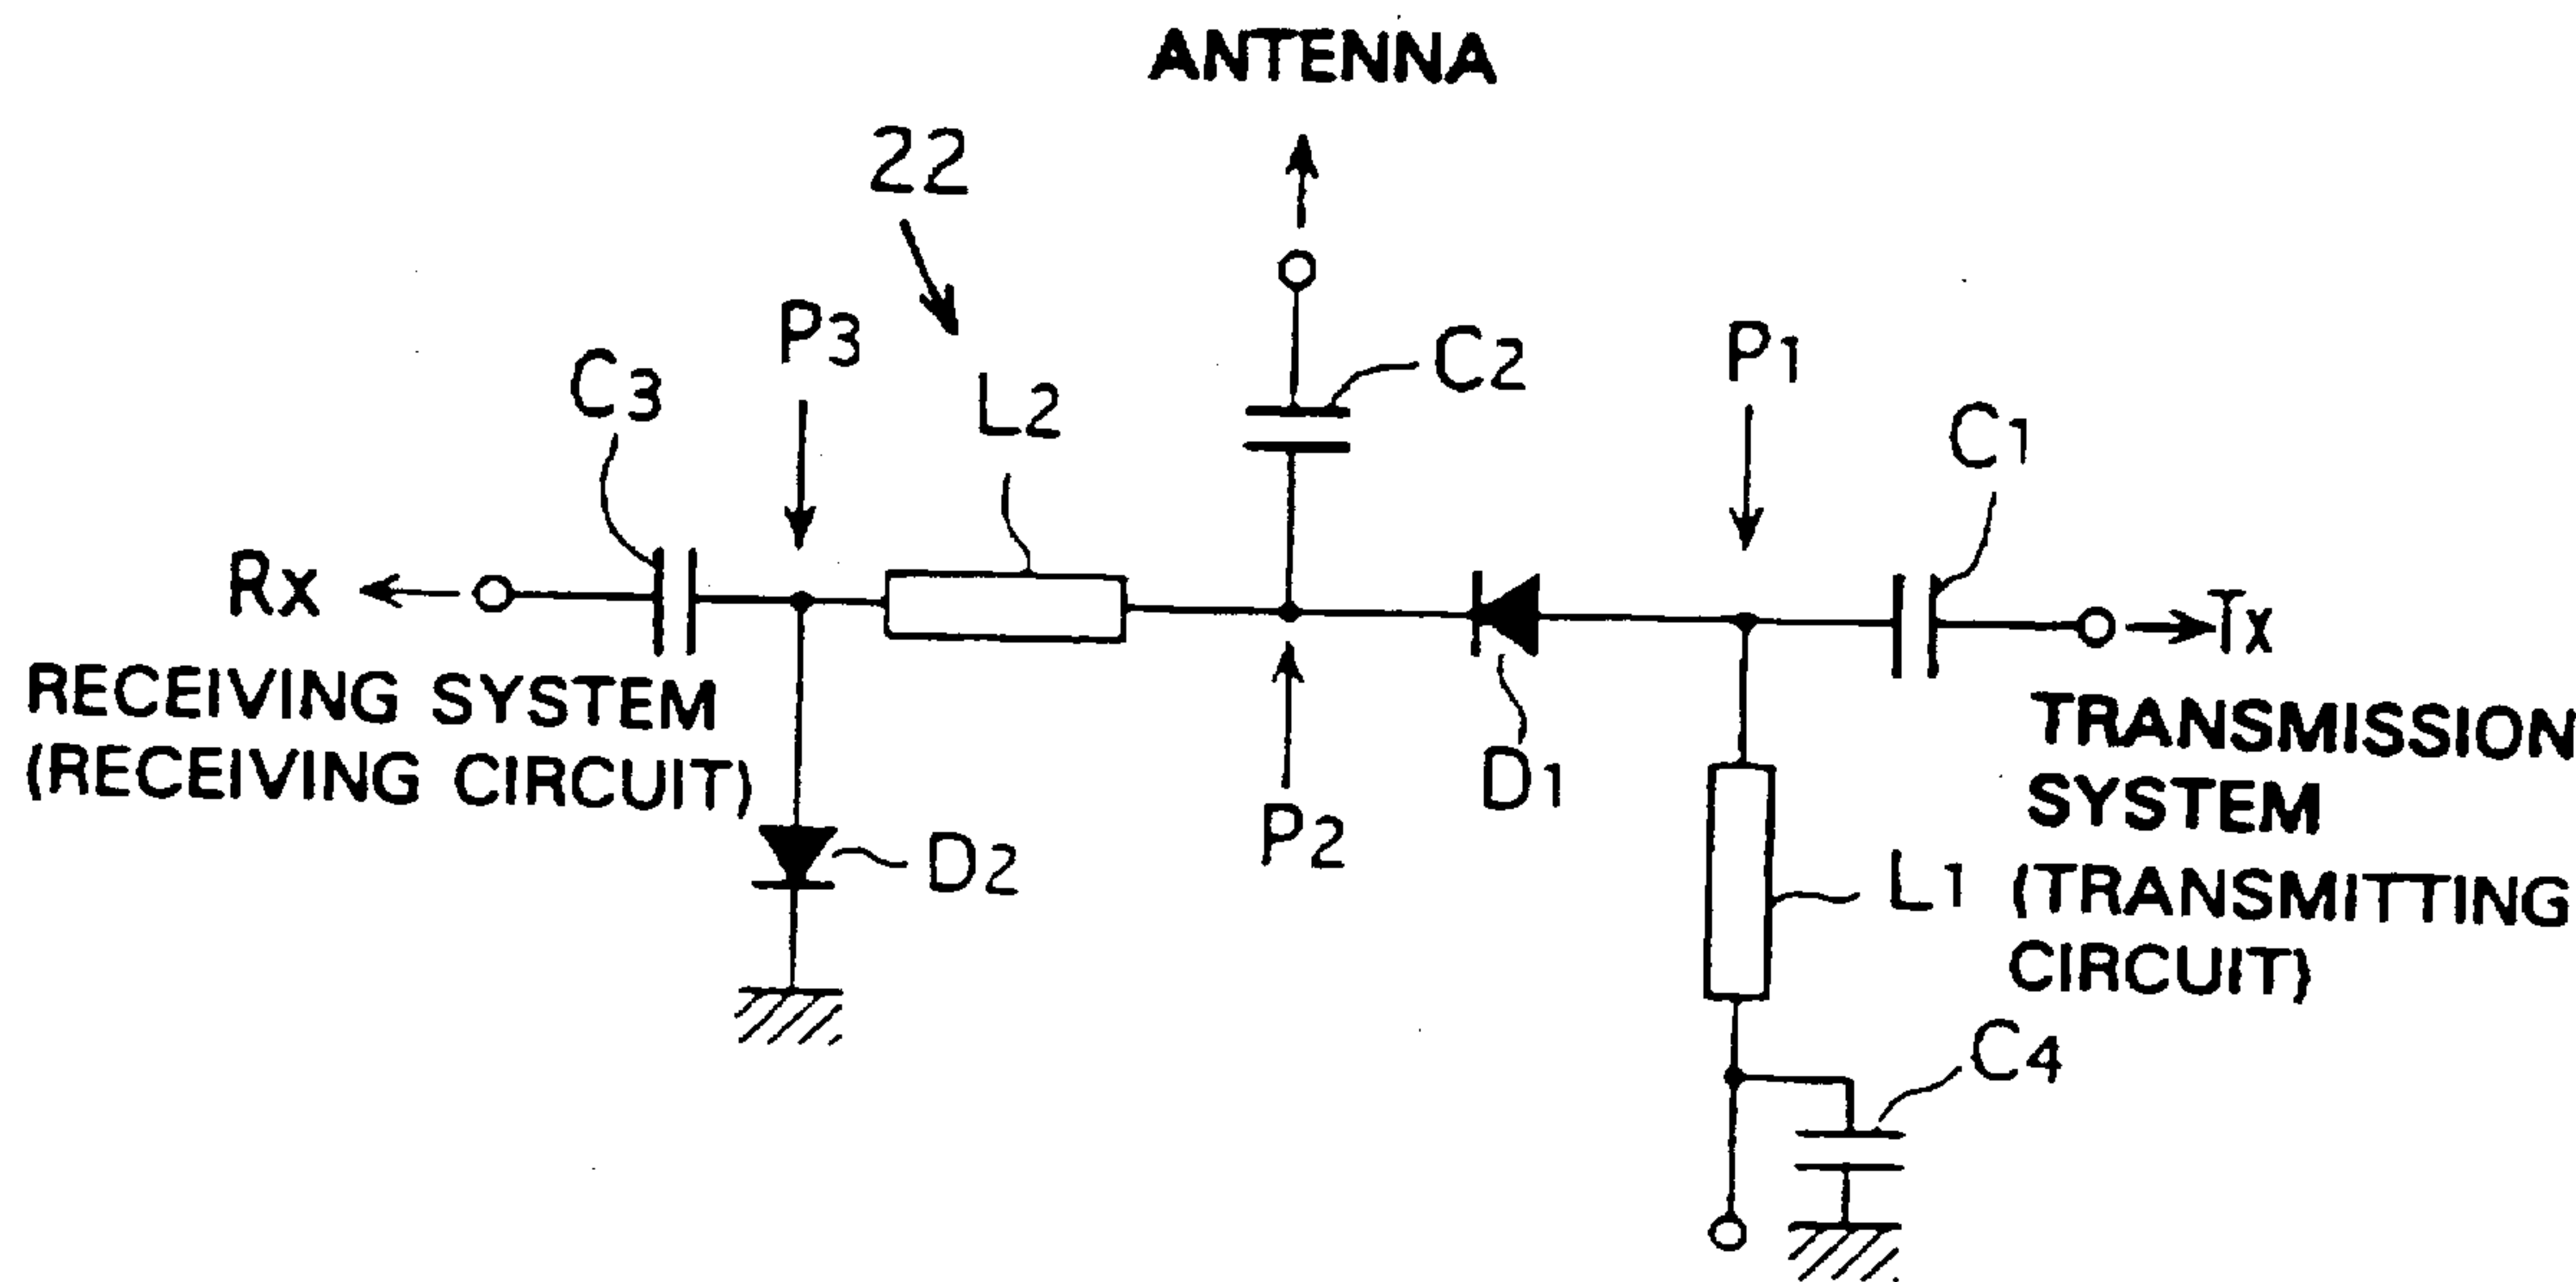 ANTENNA
22
P3
C3
L2
C2
P1
C1
Rx
Tx
RECEIVING SYSTEM
(RECEIVING CIRCUIT)
D2
P2
D1
TRANSMISSION
SYSTEM
(TRANSMITTING
CIRCUIT)
L1
C4